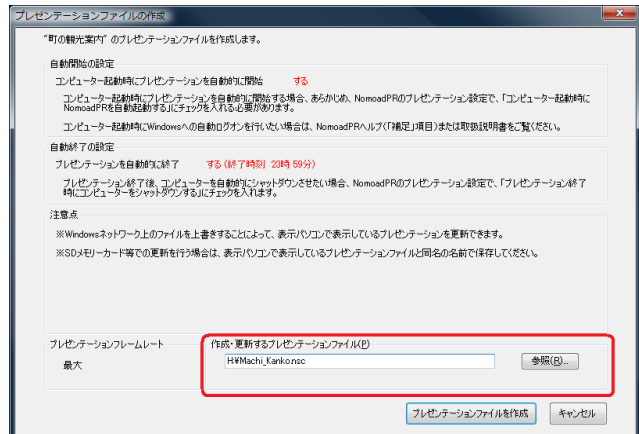 プレゼンテーションファイルの作成
"町の観光案内" のプレゼンテーションファイルを作成します。
自動開始の設定
コンピューター起動時にプレゼンテーションを自動的に開始 する
コンピューター起動時にプレゼンテーションを自動的に開始する場合、あらかじめ、NomoadPRのプレゼンテーション設定で、「コンピューター起動時に
NomoadPRを自動起動する」にチェックを入れる必要があります。
コンピューター起動時にWindowsへの自動ログオンを行いたい場合は、NomoadPRヘルプ(「補足」項目)または取扱説明書をご覧ください。
自動終了の設定
プレゼンテーションを自動的に終了 する (終了時刻 23時 59分)
プレゼンテーション終了後、コンピューターを自動的にシャットダウンさせたい場合、NomoadPRのプレゼンテーション設定で、「プレゼンテーション終了
時にコンピューターをシャットダウンする」にチェックを入れます。
注意点
※Windowsネットワーク上のファイルを上書きすることによって、表示パソコンで表示しているプレゼンテーションを更新できます。
※SDメモリーカード等での更新を行う場合は、表示パソコンで表示しているプレゼンテーションファイルと同名の名前で保存してください。
プレゼンテーションフレームレート
最大
作成・更新するプレゼンテーションファイル(P)
H:¥Machi_Kanko.nsc
参照(B)...
プレゼンテーションファイルを作成
キャンセル